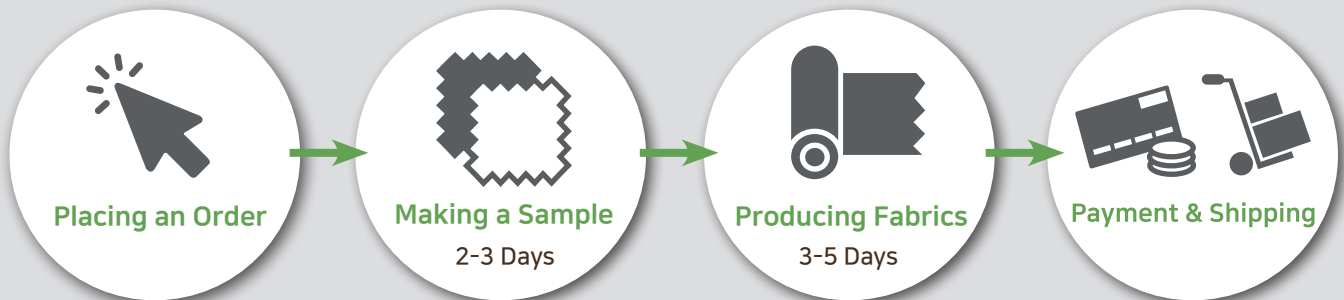 Placing an Order
Making a Sample
2-3 Days
Producing Fabrics
3-5 Days
Payment & Shipping